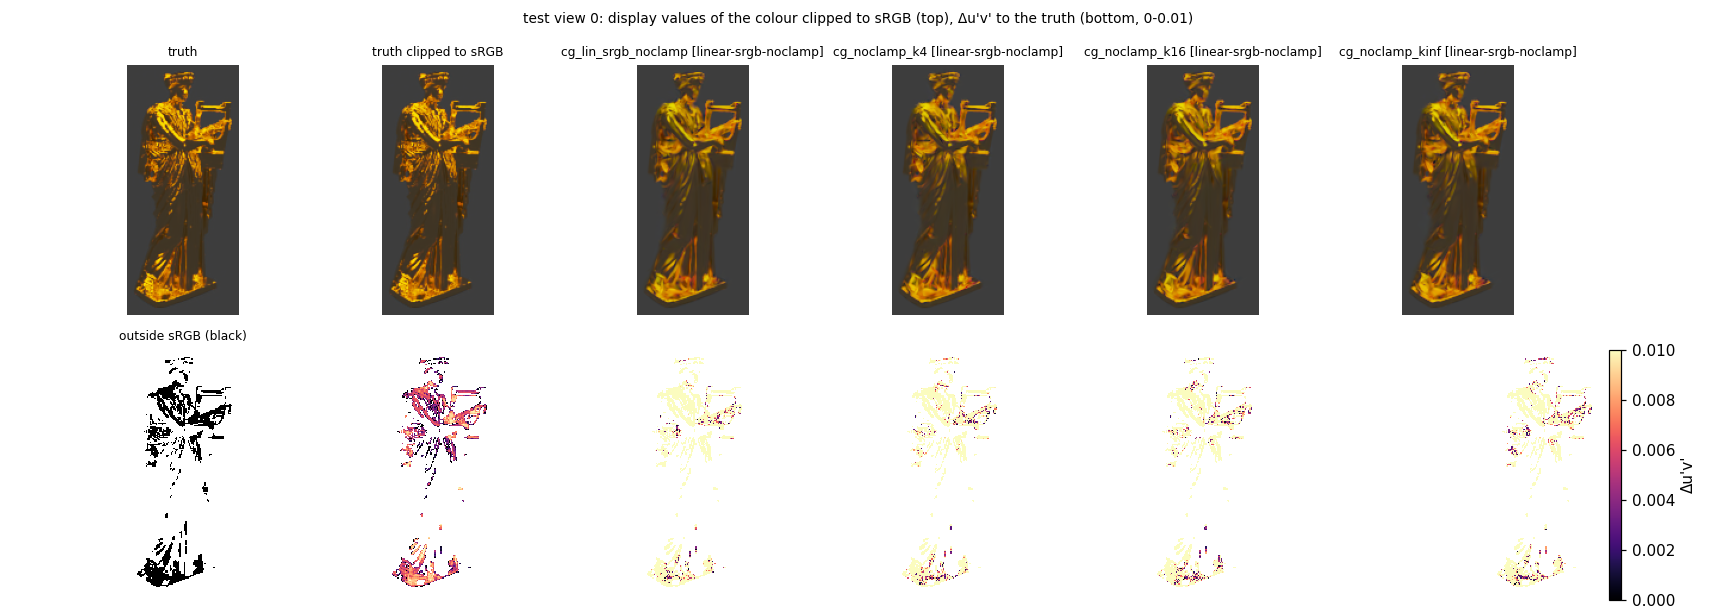 test view 0: display values of the colour clipped to sRGB (top), Δu'v' to the truth (bottom, 0-0.01)
truth
truth clipped to sRGB
cg_lin_srgb_noclamp [linear-srgb-noclamp]
cg_noclamp_k4 [linear-srgb-noclamp]
cg_noclamp_k16 [linear-srgb-noclamp]
cg_noclamp_kinf [linear-srgb-noclamp]
outside sRGB (black)
0.010
0.008
0.006
0.004
0.002
0.000
Δu'v'